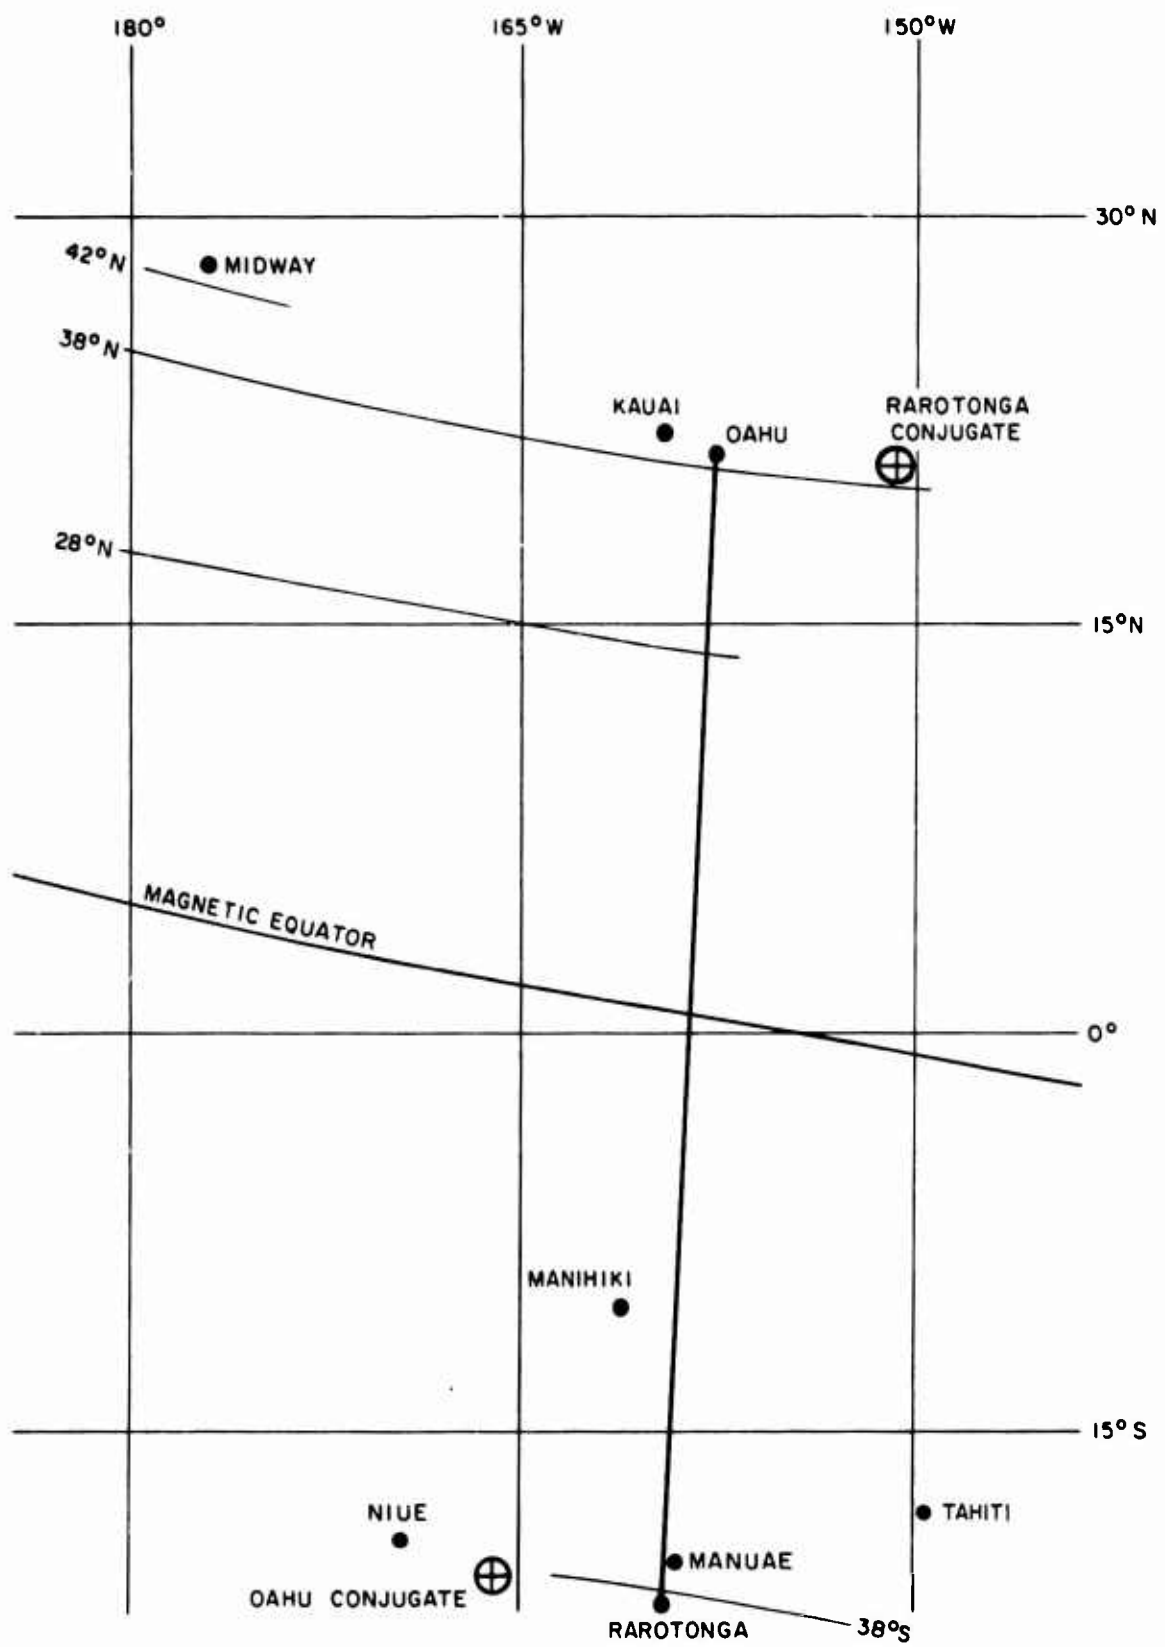 180°
165°W
150°W
30°N
42°N
MIDWAY
38°N
KAUAI
OAHU
RAROTONGA
CONJUGATE
28°N
15°N
MAGNETIC EQUATOR
0°
MANIHIKI
15°S
NIUE
TAHITI
MANUAE
OAHU CONJUGATE
RAROTONGA
38°S